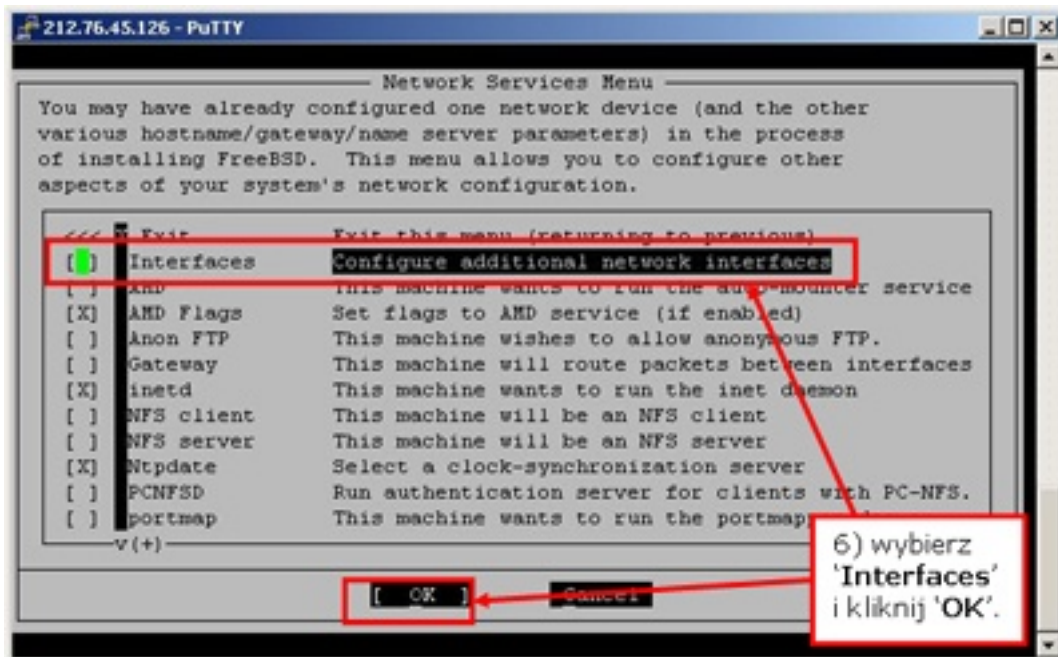 212.76.45.126 - PuTTY
Network Services Menu
You may have already configured one network device (and the other
various hostname/gateway/name server parameters) in the process
of installing FreeBSD.  This menu allows you to configure other
aspects of your system's network configuration.
<<< X Exit Exit this menu (returning to previous)
[ ] Interfaces Configure additional network interfaces
[ ] AMD This machine wants to run the auto-mounter service
[X] AMD Flags Set flags to AMD service (if enabled)
[ ] Anon FTP This machine wishes to allow anonymous FTP.
[ ] Gateway This machine will route packets between interfaces
[X] inetd This machine wants to run the inet daemon
[ ] NFS client This machine will be an NFS client
[ ] NFS server This machine will be an NFS server
[X] Ntpdate Select a clock-synchronization server
[ ] PCNFSD Run authentication server for clients with PC-NFS.
[ ] portmap This machine wants to run the
v(+)
[ OK ] Cancel
6) wybierz
'Interfaces'
i kliknij 'OK'.